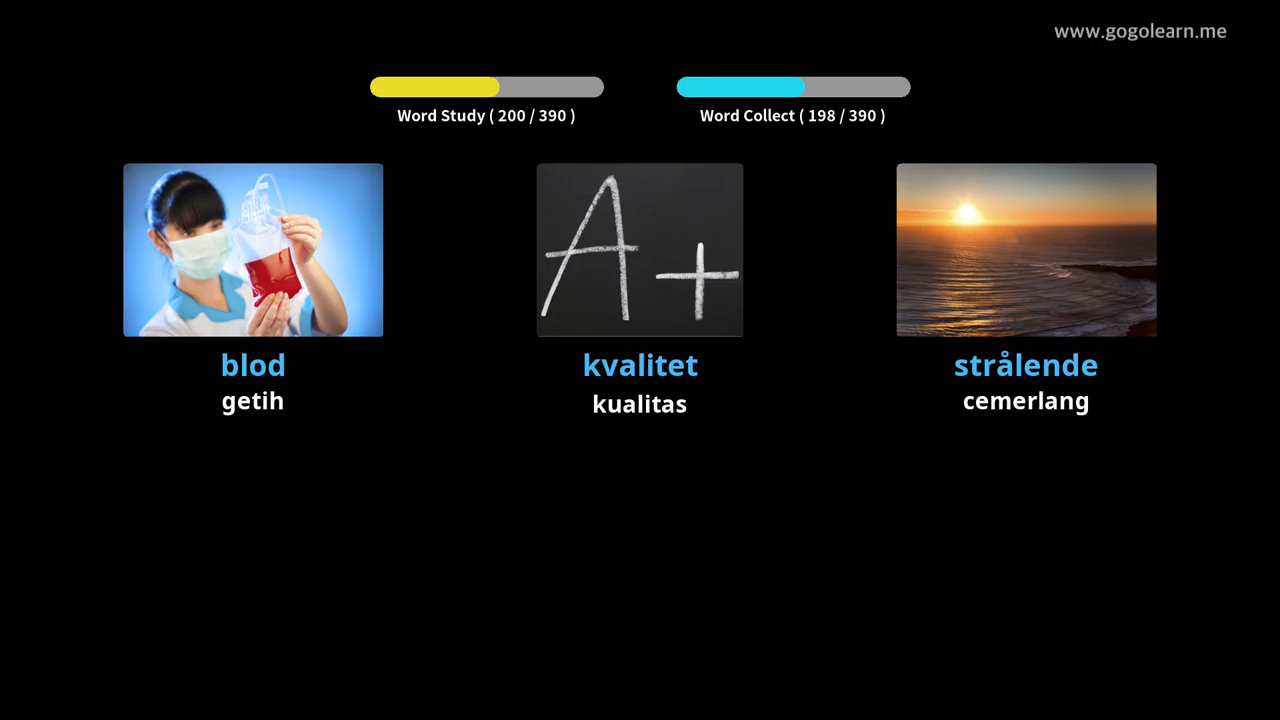 www.gogolearn.me
Word Study ( 200 / 390 )
Word Collect ( 198 / 390 )
A+
blod
kvalitet
strålende
getih
kualitas
cemerlang